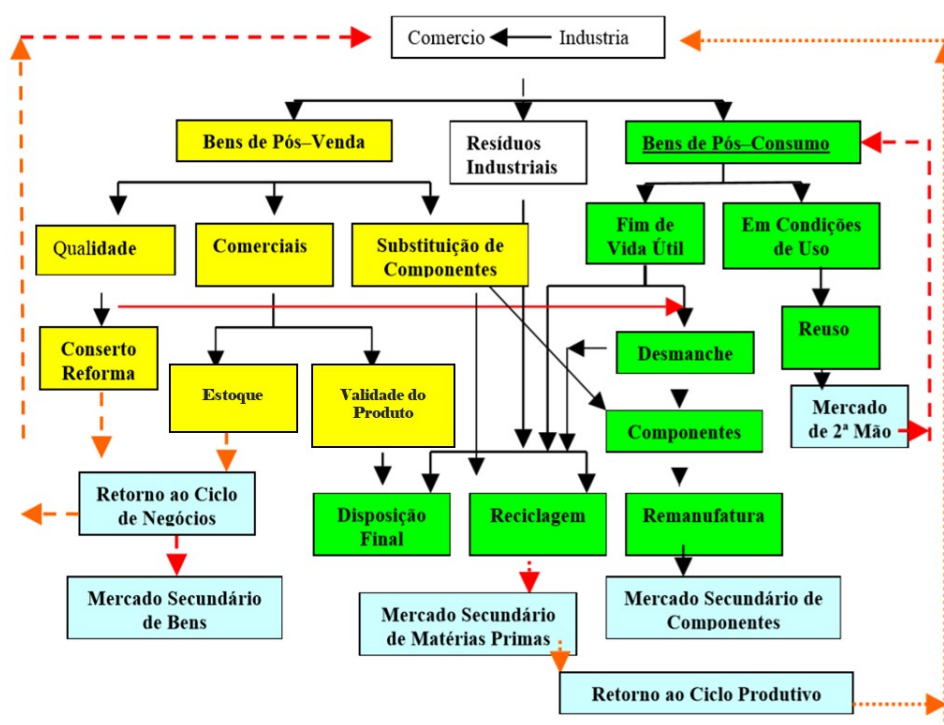 Comercio
Industria
Bens de Pós–Venda
Resíduos
Industriais
Bens de Pós–Consumo
Qualidade
Comerciais
Substituição de
Componentes
Fim de
Vida Útil
Em Condições
de Uso
Conserto
Reforma
Estoque
Validade do
Produto
Desmanche
Reuso
Componentes
Mercado
de 2ª Mão
Retorno ao Ciclo
de Negócios
Disposição
Final
Reciclagem
Remanufatura
Mercado Secundário
de Bens
Mercado Secundário
de Matérias Primas
Mercado Secundário de
Componentes
Retorno ao Ciclo Produtivo